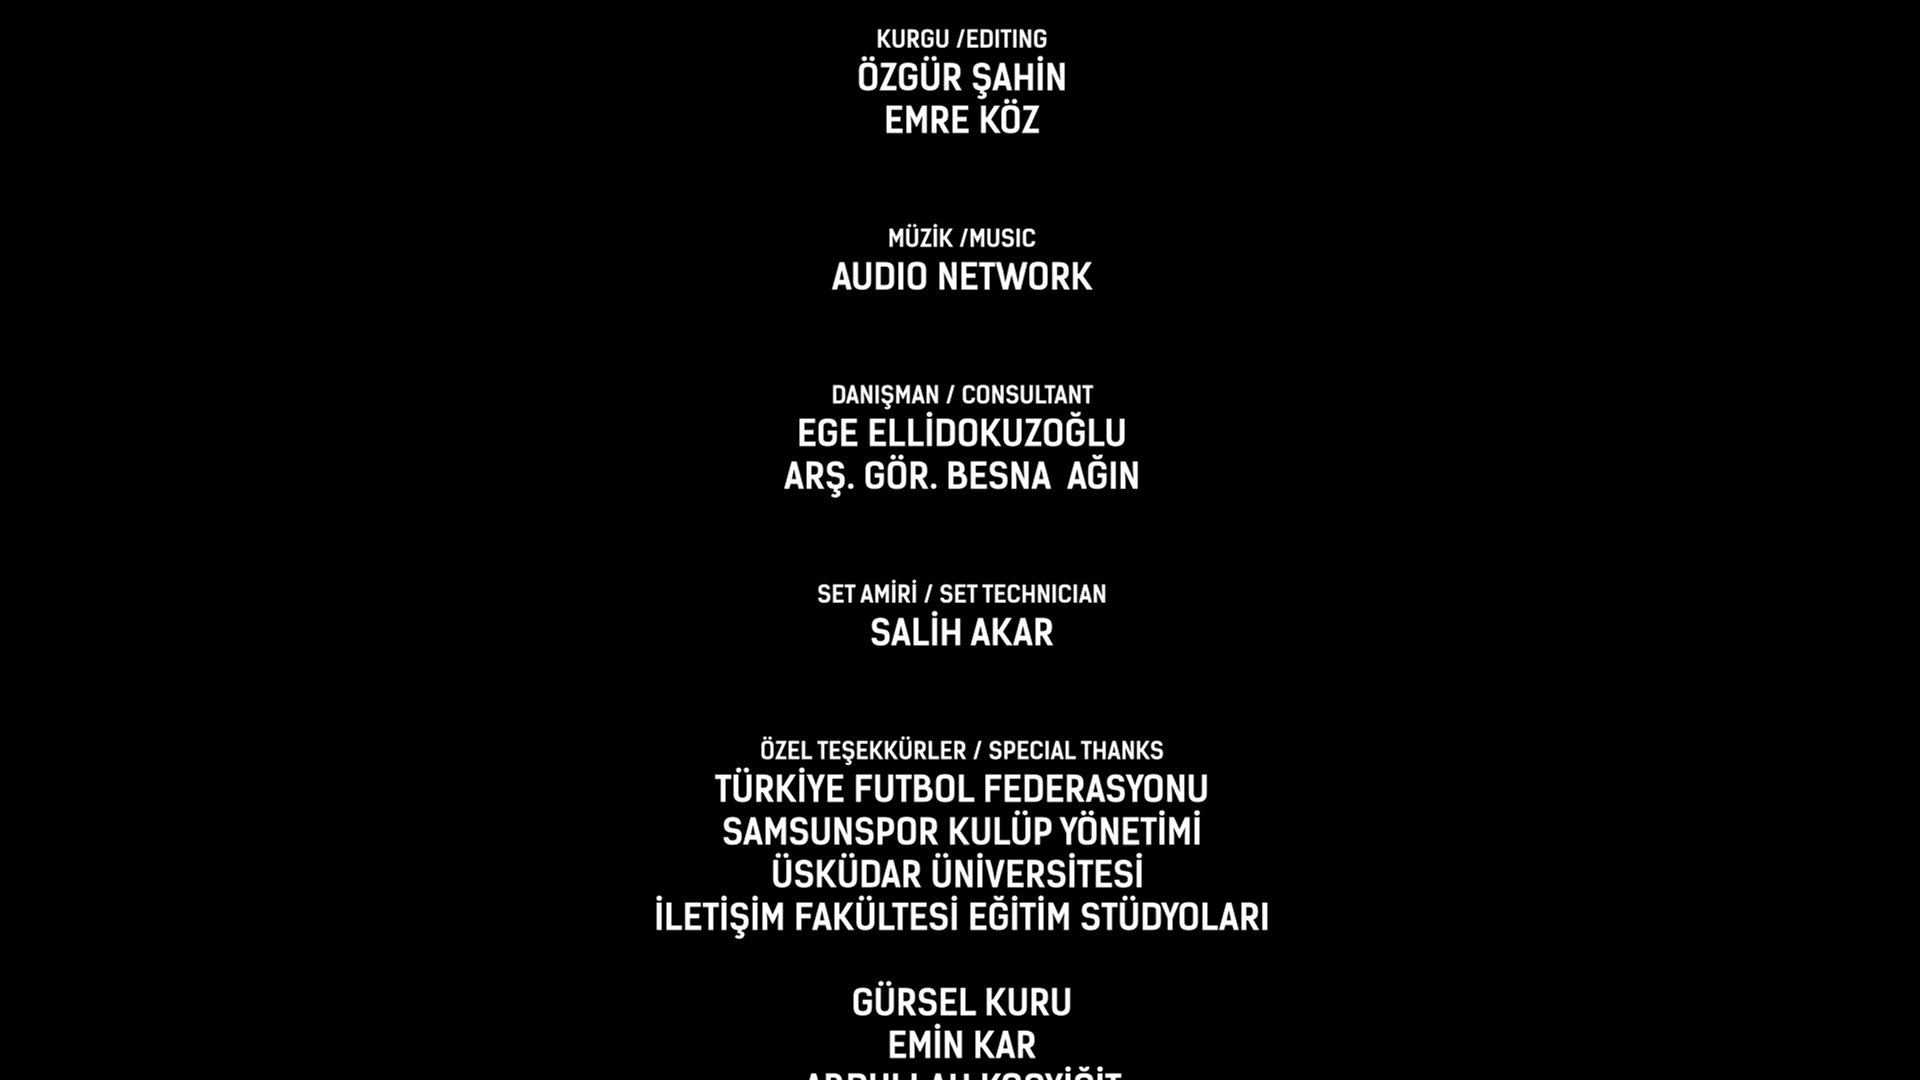 KURGU /EDITING
ÖZGÜR ŞAHİN
EMRE KÖZ
MÜZİK /MUSIC
AUDIO NETWORK
DANIŞMAN / CONSULTANT
EGE ELLİDOKUZOĞLU
ARŞ. GÖR. BESNA  AĞIN
SET AMİRİ / SET TECHNICIAN
SALİH AKAR
ÖZEL TEŞEKKÜRLER / SPECIAL THANKS
TÜRKİYE FUTBOL FEDERASYONU
SAMSUNSPOR KULÜP YÖNETİMİ
ÜSKÜDAR ÜNİVERSİTESİ
İLETİŞİM FAKÜLTESİ EĞİTİM STÜDYOLARI
GÜRSEL KURU
EMİN KAR